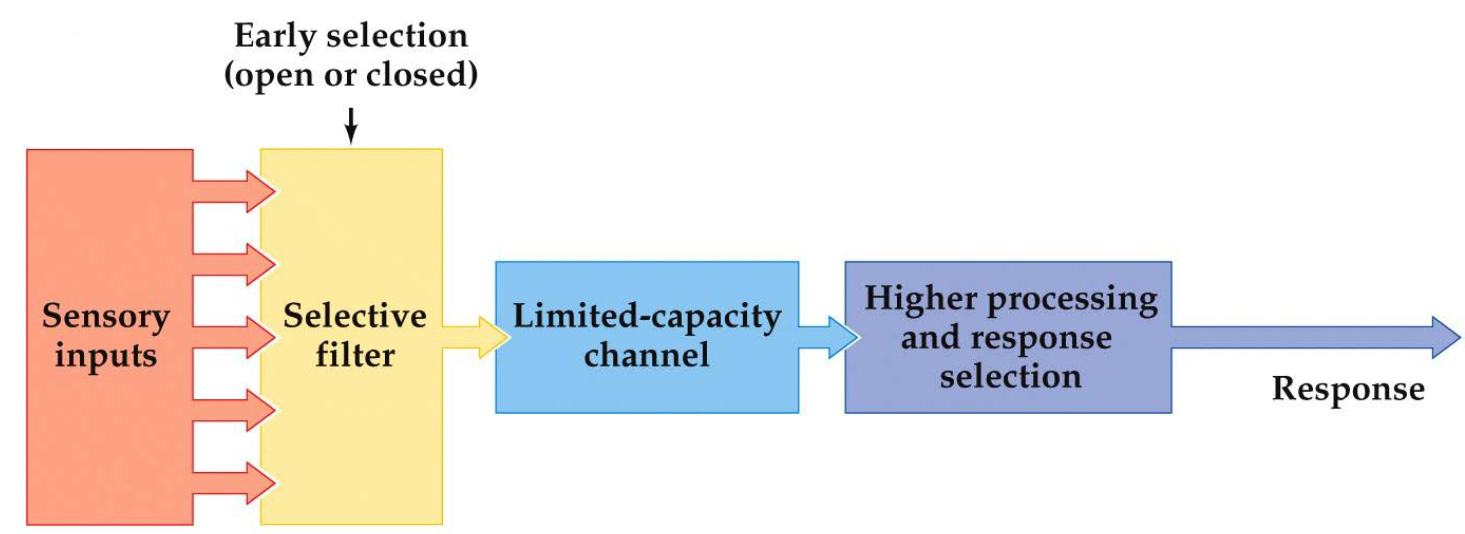 Early selection
(open or closed)
Sensory
inputs
Selective
filter
Limited-capacity
channel
Higher processing
and response
selection
Response